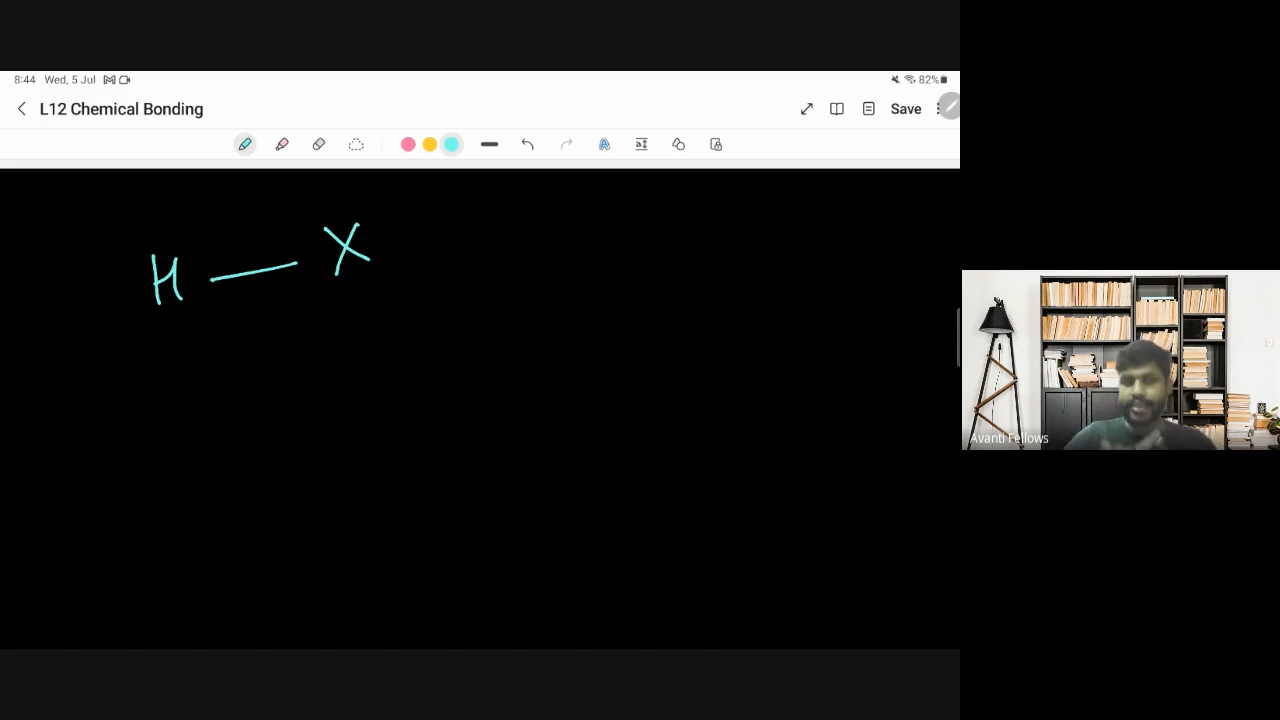 8:44 Wed, 5 Jul 82%
L12 Chemical Bonding Save
H — X
Avanti Fellows